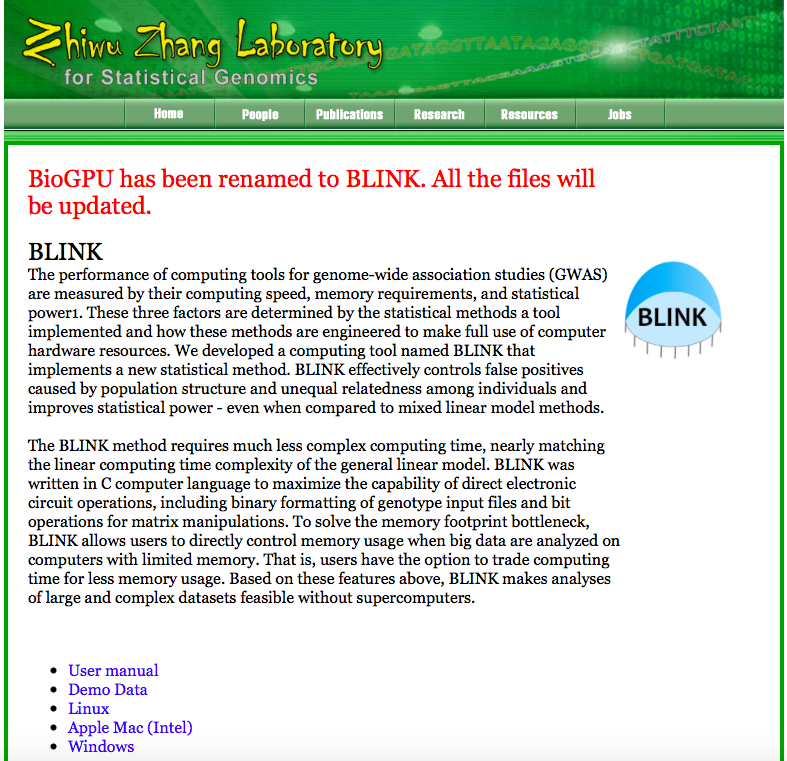 Zhiwu Zhang Laboratory
for Statistical Genomics
Home People Publications Research Resources Jobs
BioGPU has been renamed to BLINK. All the files will
be updated.
BLINK
The performance of computing tools for genome-wide association studies (GWAS)
are measured by their computing speed, memory requirements, and statistical
power1. These three factors are determined by the statistical methods a tool
implemented and how these methods are engineered to make full use of computer
hardware resources. We developed a computing tool named BLINK that
implements a new statistical method. BLINK effectively controls false positives
caused by population structure and unequal relatedness among individuals and
improves statistical power - even when compared to mixed linear model methods.
BLINK
The BLINK method requires much less complex computing time, nearly matching
the linear computing time complexity of the general linear model. BLINK was
written in C computer language to maximize the capability of direct electronic
circuit operations, including binary formatting of genotype input files and bit
operations for matrix manipulations. To solve the memory footprint bottleneck,
BLINK allows users to directly control memory usage when big data are analyzed on
computers with limited memory. That is, users have the option to trade computing
time for less memory usage. Based on these features above, BLINK makes analyses
of large and complex datasets feasible without supercomputers.
User manual
Demo Data
Linux
Apple Mac (Intel)
Windows